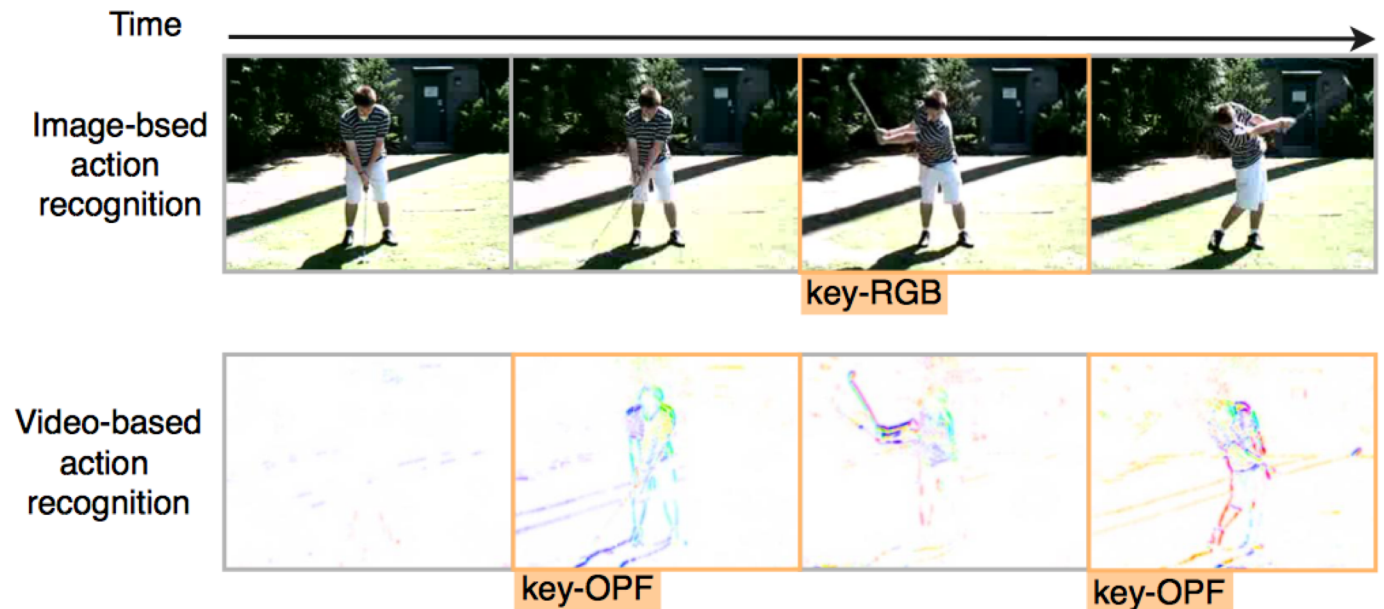 Time
Image-bsed
action
recognition
key-RGB
Video-based
action
recognition
key-OPF
key-OPF